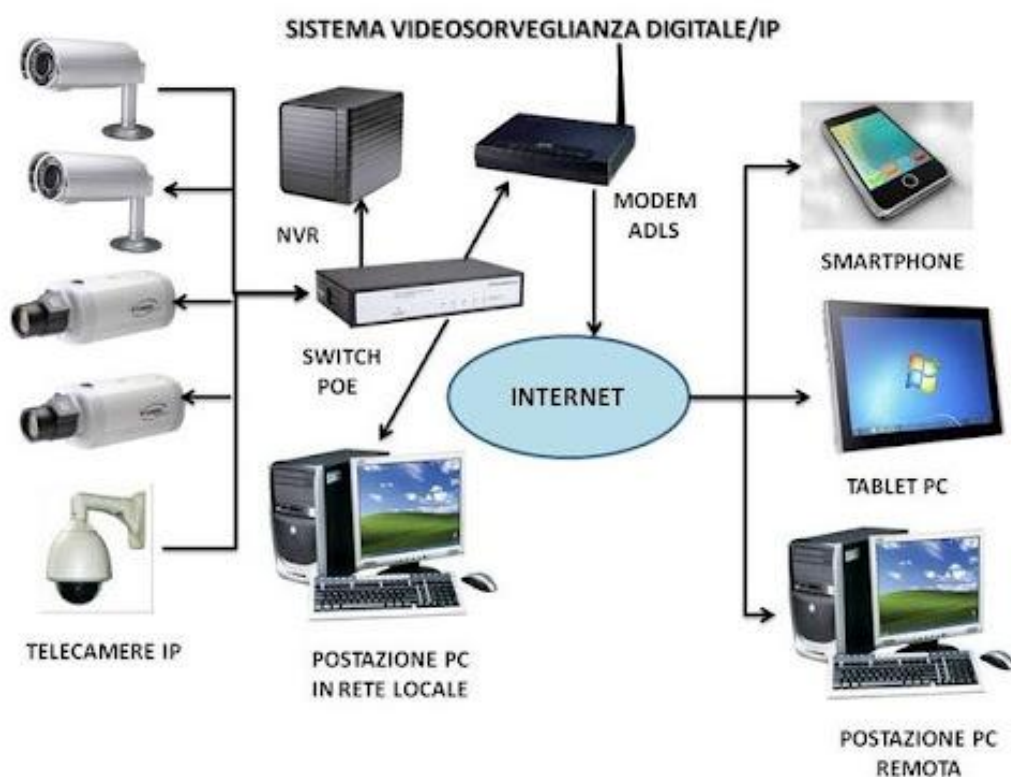 SISTEMA VIDEOSORVEGLIANZA DIGITALE/IP
NVR
MODEM
ADLS
SMARTPHONE
SWITCH
POE
INTERNET
TABLET PC
TELECAMERE IP
POSTAZIONE PC
IN RETE LOCALE
POSTAZIONE PC
REMOTA